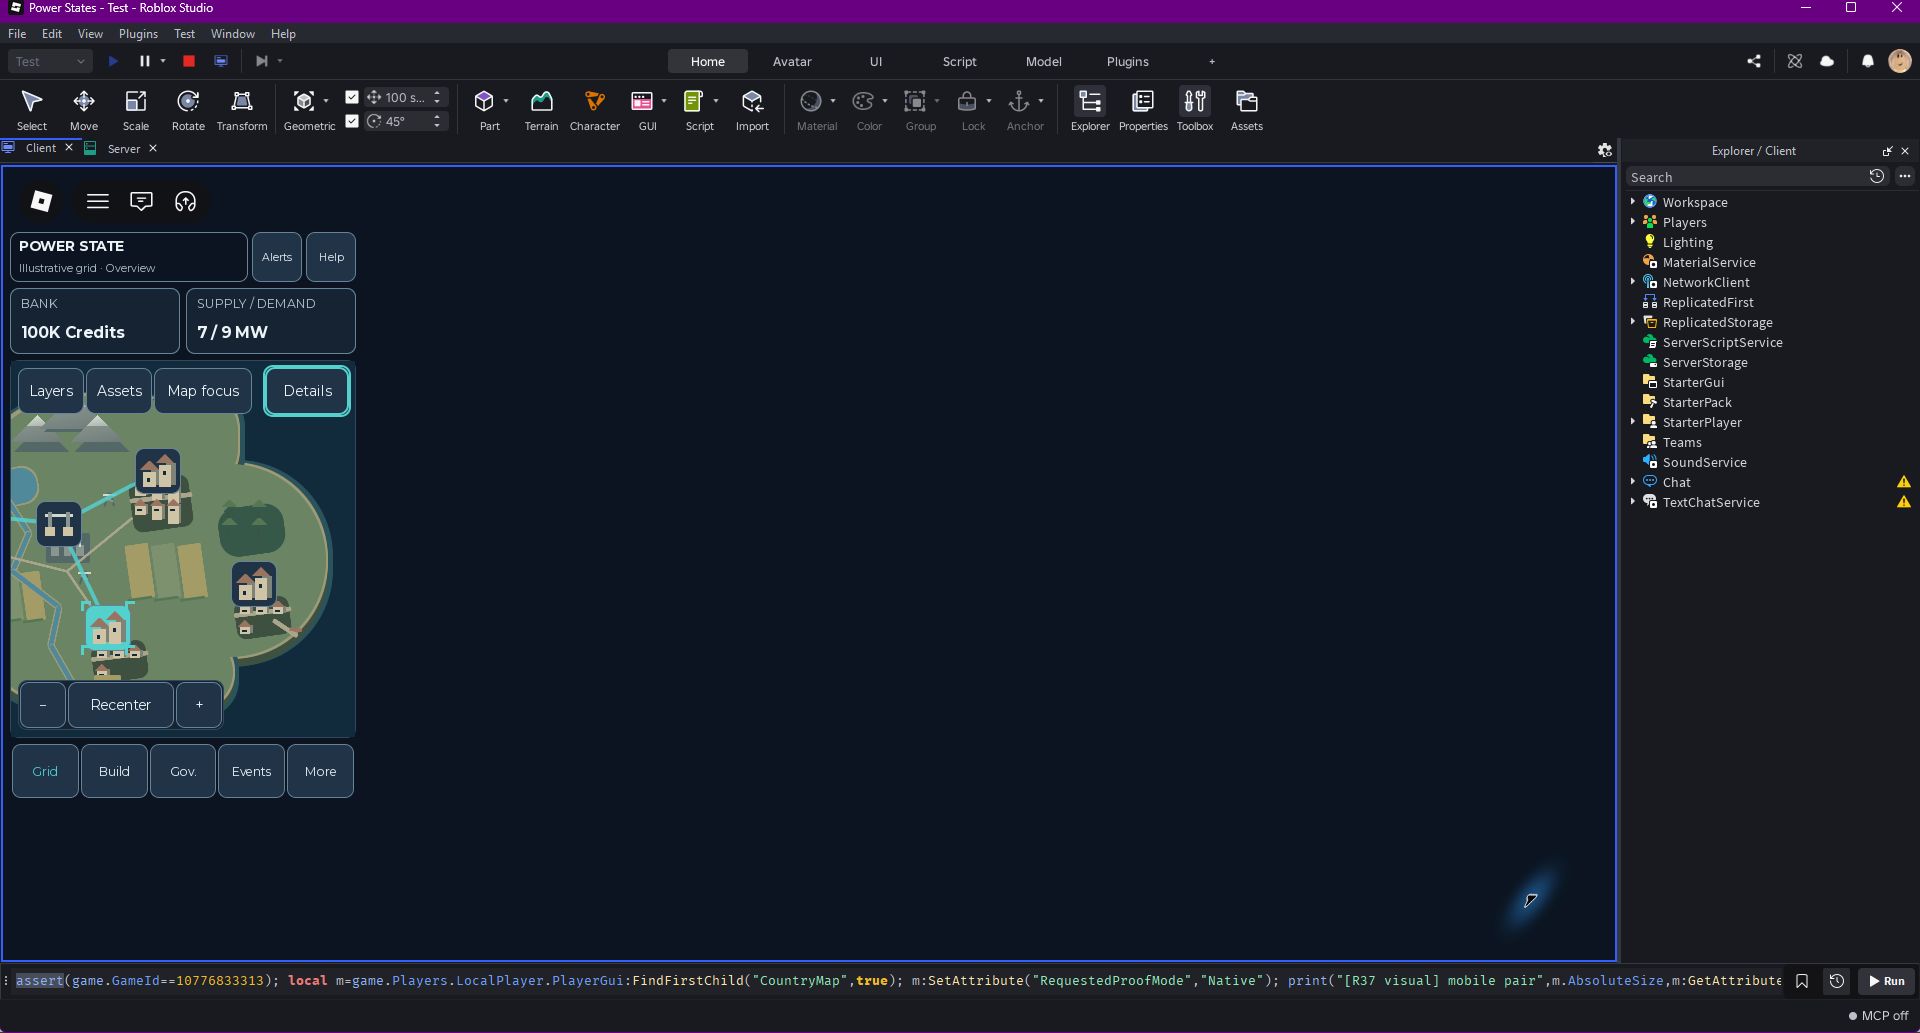 Power States - Test - Roblox Studio
File Edit View Plugins Test Window Help
Test
Home Avatar UI Script Model Plugins +
100 s...
45°
Select Move Scale Rotate Transform Geometric Part Terrain Character GUI Script Import Material Color Group Lock Anchor Explorer Properties Toolbox Assets
Client Server
Explorer / Client
Search
Workspace
Players
Lighting
MaterialService
NetworkClient
ReplicatedFirst
ReplicatedStorage
ServerScriptService
ServerStorage
StarterGui
StarterPack
StarterPlayer
Teams
SoundService
Chat
TextChatService
POWER STATE
Illustrative grid · Overview
Alerts
Help
BANK
100K Credits
SUPPLY / DEMAND
7 / 9 MW
Layers Assets Map focus Details
– Recenter +
Grid Build Gov. Events More
assert(game.GameId==10776833313); local m=game.Players.LocalPlayer.PlayerGui:FindFirstChild("CountryMap",true); m:SetAttribute("RequestedProofMode","Native"); print("[R37 visual] mobile pair",m.AbsoluteSize,m:GetAttribute
Run
MCP off